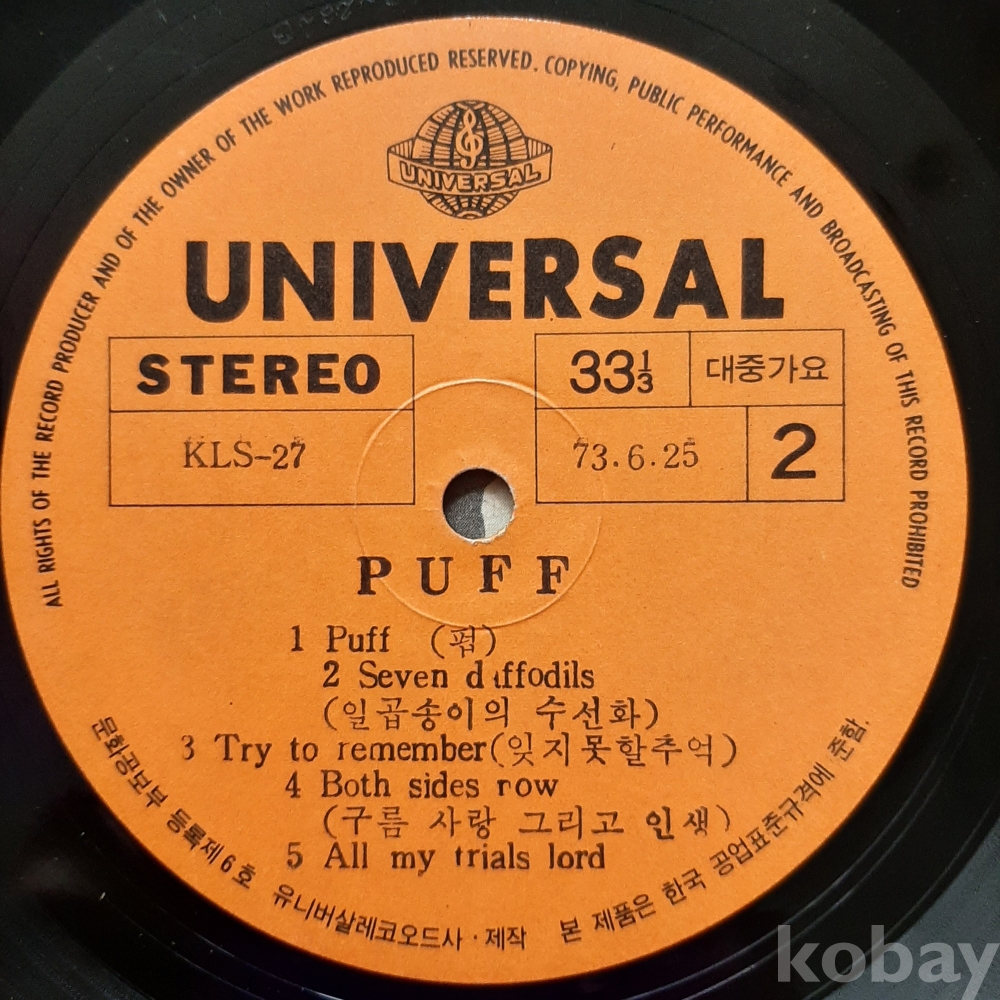 ALL RIGHTS OF THE RECORD PRODUCER AND OF THE OWNER OF THE WORK REPRODUCED RESERVED. COPYING, PUBLIC PERFORMANCE AND BROADCASTING OF THIS RECORD PROHIBITED
UNIVERSAL
UNIVERSAL
STEREO
33⅓
대중가요
KLS-27
73.6.25
2
PUFF
1 Puff (펍)
2 Seven daffodils
(일곱송이의 수선화)
3 Try to remember(잊지못할추억)
4 Both sides now
(구름 사랑 그리고 인생)
5 All my trials lord
문화공보부 등록제6호 유니버살레코오드사·제작 본 제품은 한국 공업표준규격에 준함.
kobay